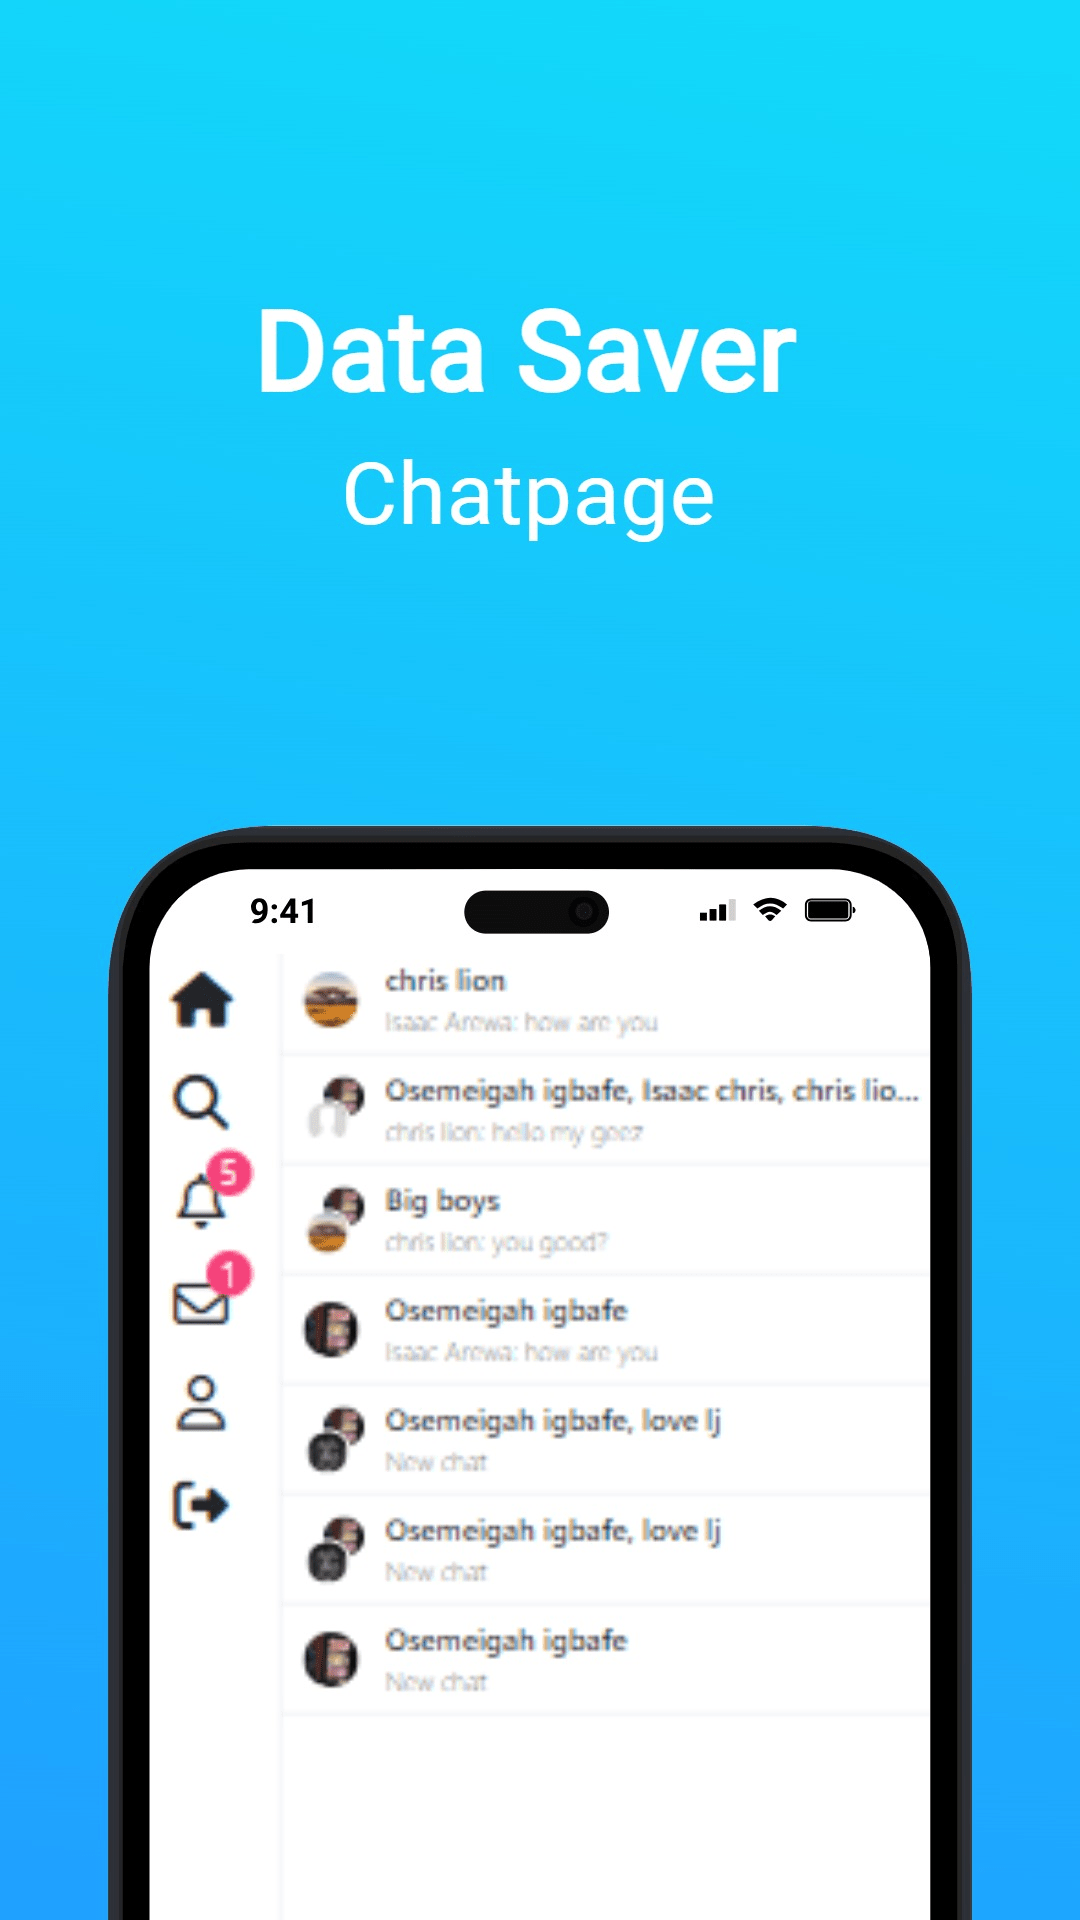 Data Saver
Chatpage
9:41
chris lion
Isaac Arewa: how are you
Osemeigah igbafe, Isaac chris, chris lio...
chris lion: hello my geez
5
Big boys
chris lion: you good?
1
Osemeigah igbafe
Isaac Arewa: how are you
Osemeigah igbafe, love lj
New chat
Osemeigah igbafe, love lj
New chat
Osemeigah igbafe
New chat